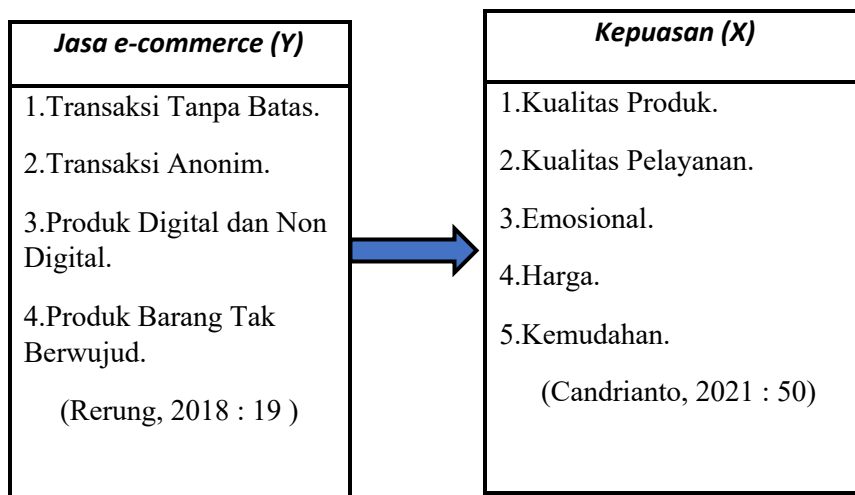 Jasa e-commerce (Y)
1.Transaksi Tanpa Batas.
2.Transaksi Anonim.
3.Produk Digital dan Non
Digital.
4.Produk Barang Tak
Berwujud.
(Rerung, 2018 : 19 )
Kepuasan (X)
1.Kualitas Produk.
2.Kualitas Pelayanan.
3.Emosional.
4.Harga.
5.Kemudahan.
(Candrianto, 2021 : 50)